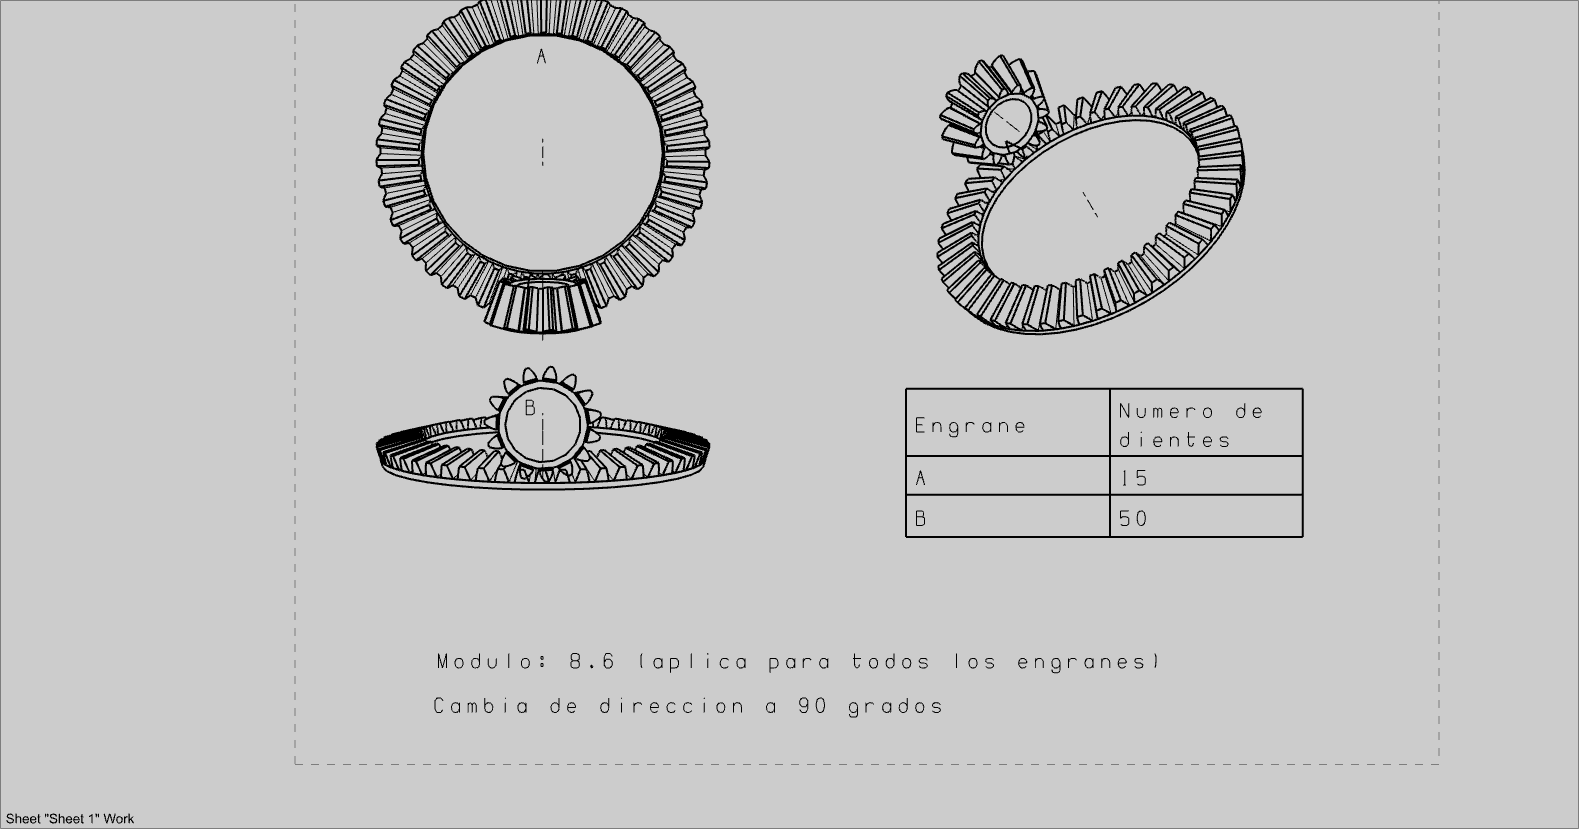 A
B
Engrane
Numero de
dientes
A
15
B
50
Modulo: 8.6 (aplica para todos los engranes)
Cambia de direccion a 90 grados
Sheet "Sheet 1" Work